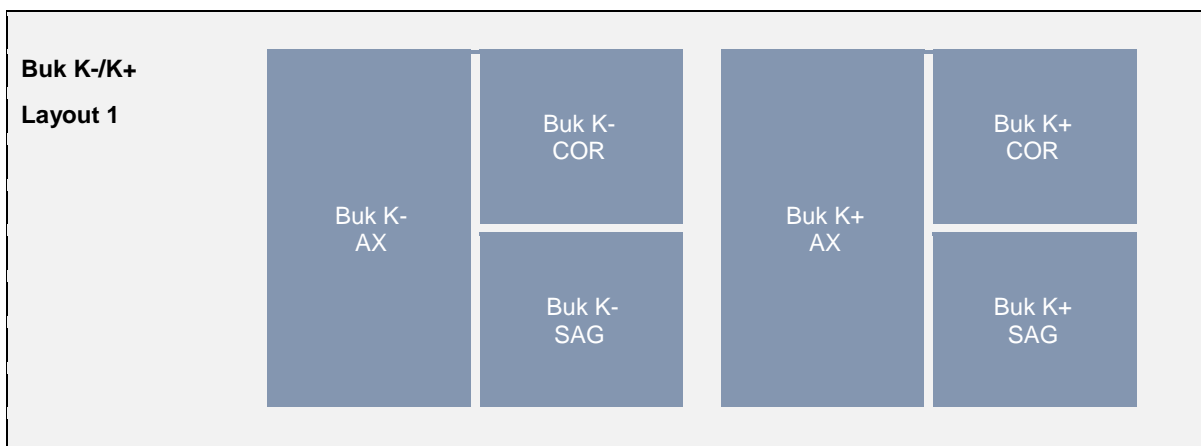 Buk K-/K+
Layout 1
Buk K-
AX
Buk K-
COR
Buk K-
SAG
Buk K+
AX
Buk K+
COR
Buk K+
SAG